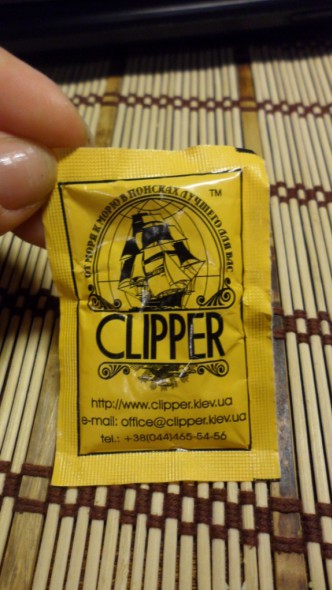 ОТ МОРЯ К МОРЮ В ПОИСКАХ ЛУЧШЕГО ДЛЯ ВАС
TM
CLIPPER
http://www.clipper.kiev.ua
e-mail: office@clipper.kiev.ua
tel.: +38(044)465-54-56